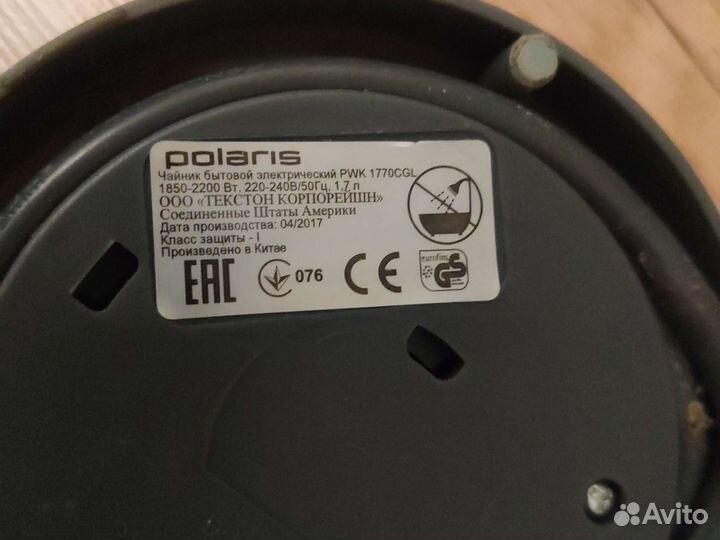 polaris
Чайник бытовой электрический PWK 1770CGL
1850-2200 Вт, 220-240В/50Гц, 1,7 л
ООО «ТЕКСТОН КОРПОРЕЙШН»
Соединенные Штаты Америки
Дата производства: 04/2017
Класс защиты - I
Произведено в Китае
EAC 076 CE eurofins GS
Avito